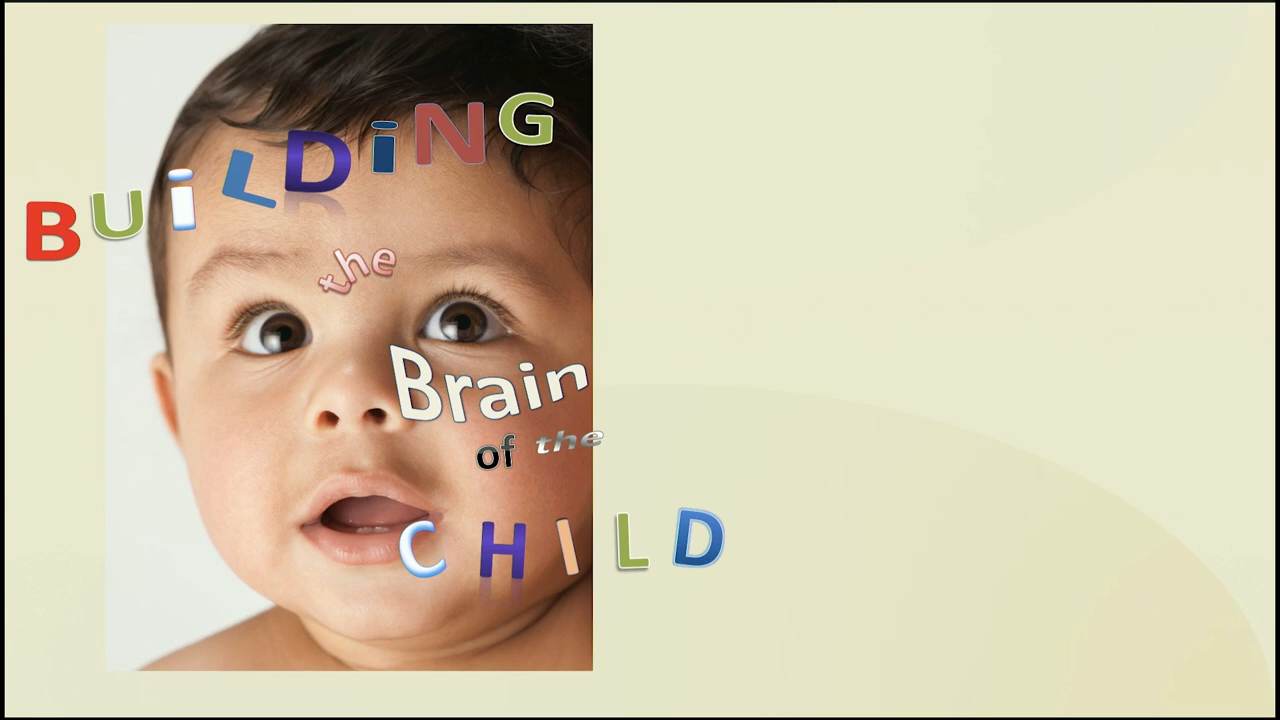 BUiLDiNG
the
Brain
of the
CHILD